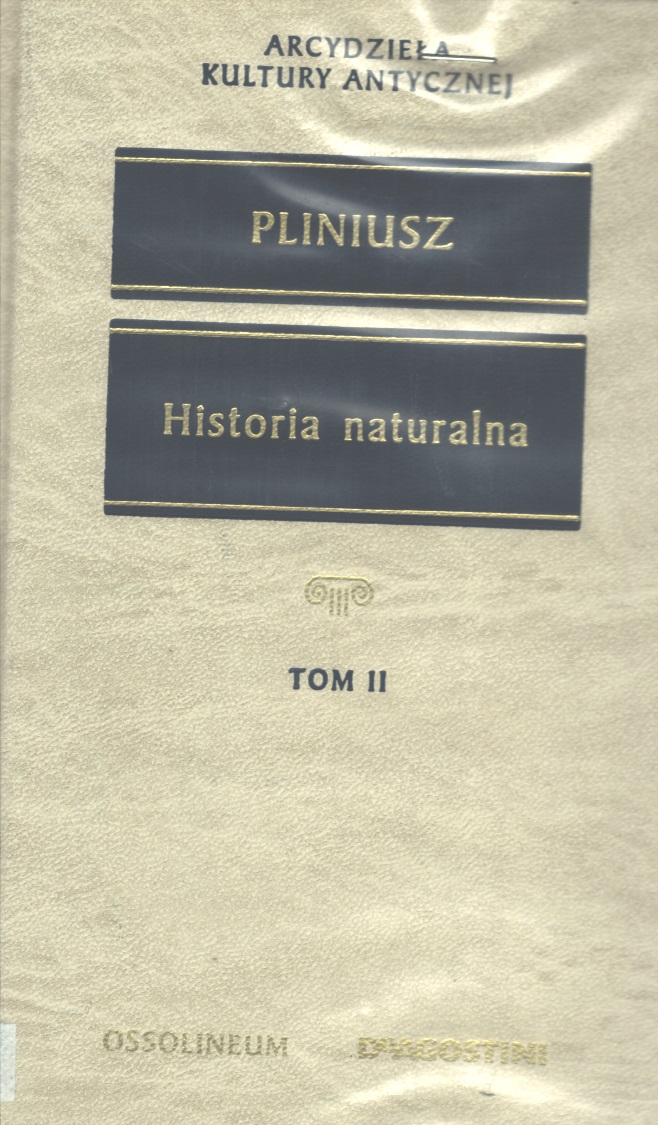 ARCYDZIEŁA
KULTURY ANTYCZNEJ
PLINIUSZ
Historia naturalna
TOM II
OSSOLINEUM
DEAGOSTINI